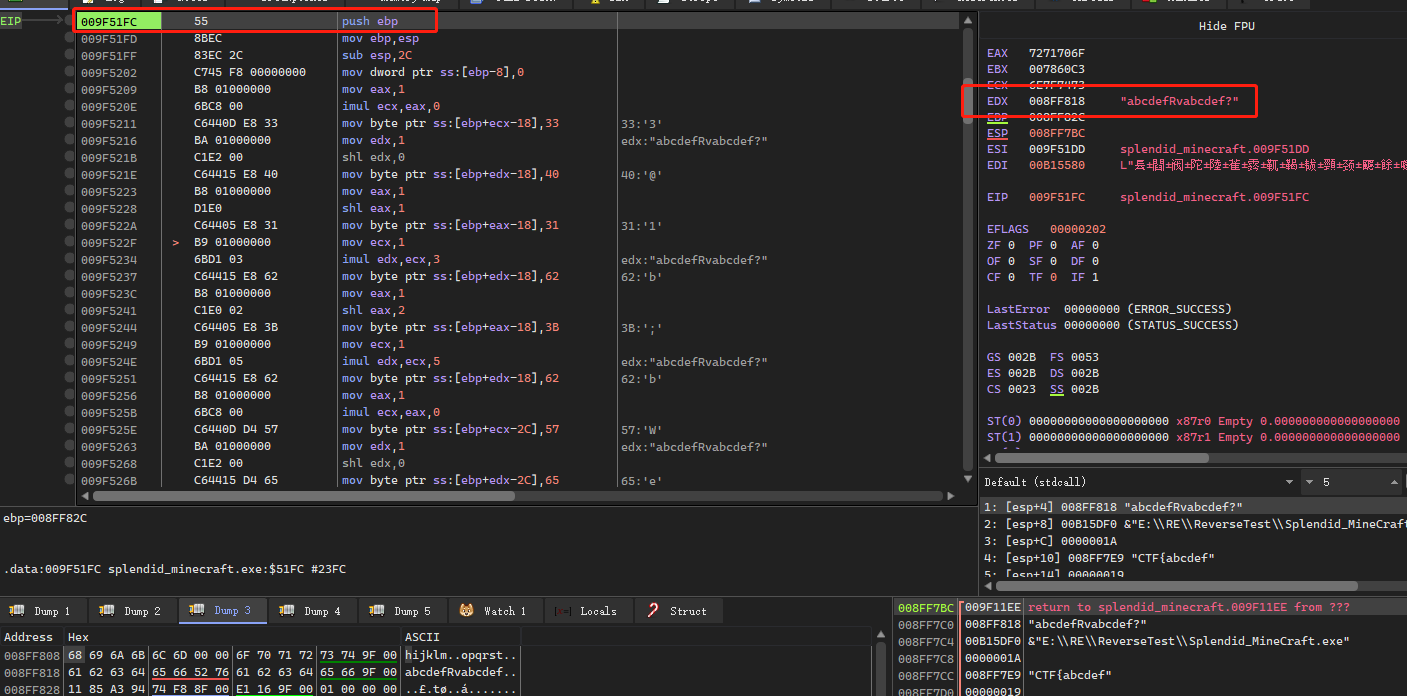 EIP
009F51FC 55 push ebp
009F51FD 8BEC mov ebp,esp
009F51FF 83EC 2C sub esp,2C
009F5202 C745 F8 00000000 mov dword ptr ss:[ebp-8],0
009F5209 B8 01000000 mov eax,1
009F520E 6BC8 00 imul ecx,eax,0
009F5211 C6440D E8 33 mov byte ptr ss:[ebp+ecx-18],33 33:'3'
009F5216 BA 01000000 mov edx,1 edx:"abcdefRvabcdef?"
009F521B C1E2 00 shl edx,0
009F521E C64415 E8 40 mov byte ptr ss:[ebp+edx-18],40 40:'@'
009F5223 B8 01000000 mov eax,1
009F5228 D1E0 shl eax,1
009F522A C64405 E8 31 mov byte ptr ss:[ebp+eax-18],31 31:'1'
009F522F > B9 01000000 mov ecx,1
009F5234 6BD1 03 imul edx,ecx,3 edx:"abcdefRvabcdef?"
009F5237 C64415 E8 62 mov byte ptr ss:[ebp+edx-18],62 62:'b'
009F523C B8 01000000 mov eax,1
009F5241 C1E0 02 shl eax,2
009F5244 C64405 E8 3B mov byte ptr ss:[ebp+eax-18],3B 3B:';'
009F5249 B9 01000000 mov ecx,1
009F524E 6BD1 05 imul edx,ecx,5 edx:"abcdefRvabcdef?"
009F5251 C64415 E8 62 mov byte ptr ss:[ebp+edx-18],62 62:'b'
009F5256 B8 01000000 mov eax,1
009F525B 6BC8 00 imul ecx,eax,0
009F525E C6440D D4 57 mov byte ptr ss:[ebp+ecx-2C],57 57:'W'
009F5263 BA 01000000 mov edx,1 edx:"abcdefRvabcdef?"
009F5268 C1E2 00 shl edx,0
009F526B C64415 D4 65 mov byte ptr ss:[ebp+edx-2C],65 65:'e'
Hide FPU
EAX 7271706F
EBX 007860C3
ECX 6E7F7473
EDX 008FF818 "abcdefRvabcdef?"
EBP 008FF82C
ESP 008FF7BC
ESI 009F51DD splendid_minecraft.009F51DD
EDI 00B15580
EIP 009F51FC splendid_minecraft.009F51FC
EFLAGS 00000202
ZF 0 PF 0 AF 0
OF 0 SF 0 DF 0
CF 0 TF 0 IF 1
LastError 00000000 (ERROR_SUCCESS)
LastStatus 00000000 (STATUS_SUCCESS)
GS 002B FS 0053
ES 002B DS 002B
CS 0023 SS 002B
ST(0) 00000000000000000000 x87r0 Empty 0.000000000000000000
ST(1) 00000000000000000000 x87r1 Empty 0.000000000000000000
Default (stdcall) 5
1: [esp+4] 008FF818 "abcdefRvabcdef?"
2: [esp+8] 00B15DF0 &"E:\\RE\\ReverseTest\\Splendid_MineCraft
3: [esp+C] 0000001A
4: [esp+10] 008FF7E9 "CTF{abcdef"
5: [esp+14] 00000019
ebp=008FF82C
.data:009F51FC splendid_minecraft.exe:$51FC #23FC
Dump 1 Dump 2 Dump 3 Dump 4 Dump 5 Watch 1 Locals Struct
Address Hex ASCII
008FF808 68 69 6A 6B 6C 6D 00 00 6F 70 71 72 73 74 9F 00 hijklm..opqrst..
008FF818 61 62 63 64 65 66 52 76 61 62 63 64 65 66 9F 00 abcdefRvabcdef..
008FF828 11 85 A3 94 74 F8 8F 00 E1 16 9F 00 01 00 00 00 ..£.tø..á.......
008FF7BC 009F11EE return to splendid_minecraft.009F11EE from ???
008FF7C0 008FF818 "abcdefRvabcdef?"
008FF7C4 00B15DF0 &"E:\\RE\\ReverseTest\\Splendid_MineCraft.exe"
008FF7C8 0000001A
008FF7CC 008FF7E9 "CTF{abcdef"
008FF7D0 00000019